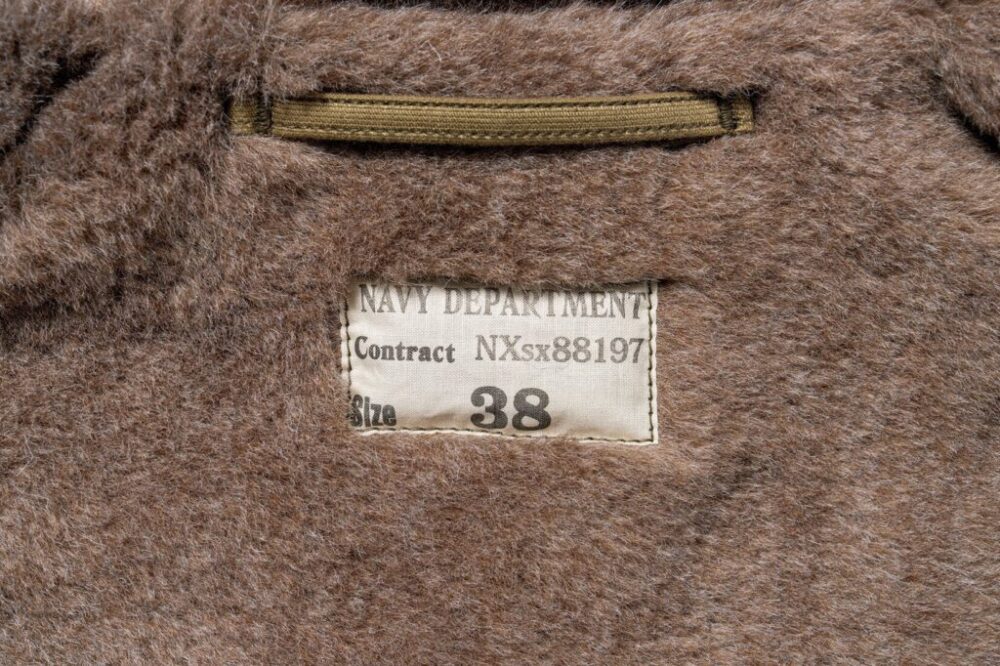 NAVY DEPARTMENT
Contract NXsx88197
Size 38